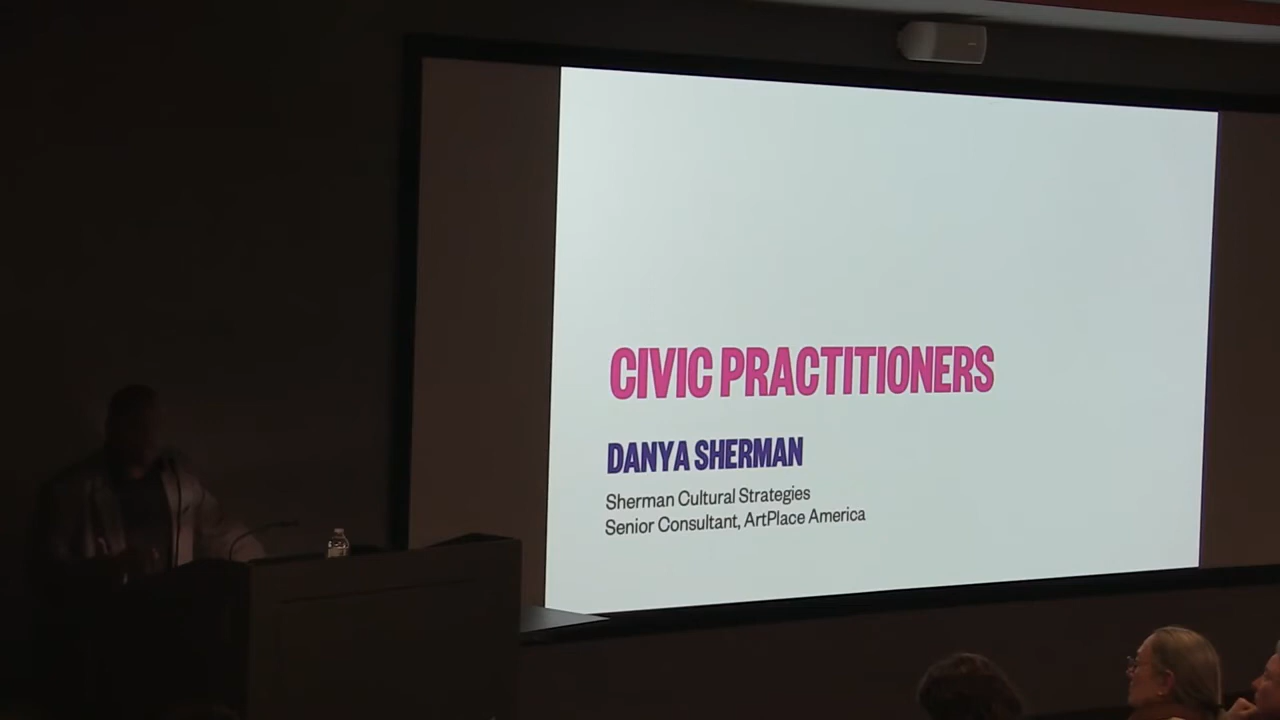 CIVIC PRACTITIONERS
DANYA SHERMAN
Sherman Cultural Strategies
Senior Consultant, ArtPlace America